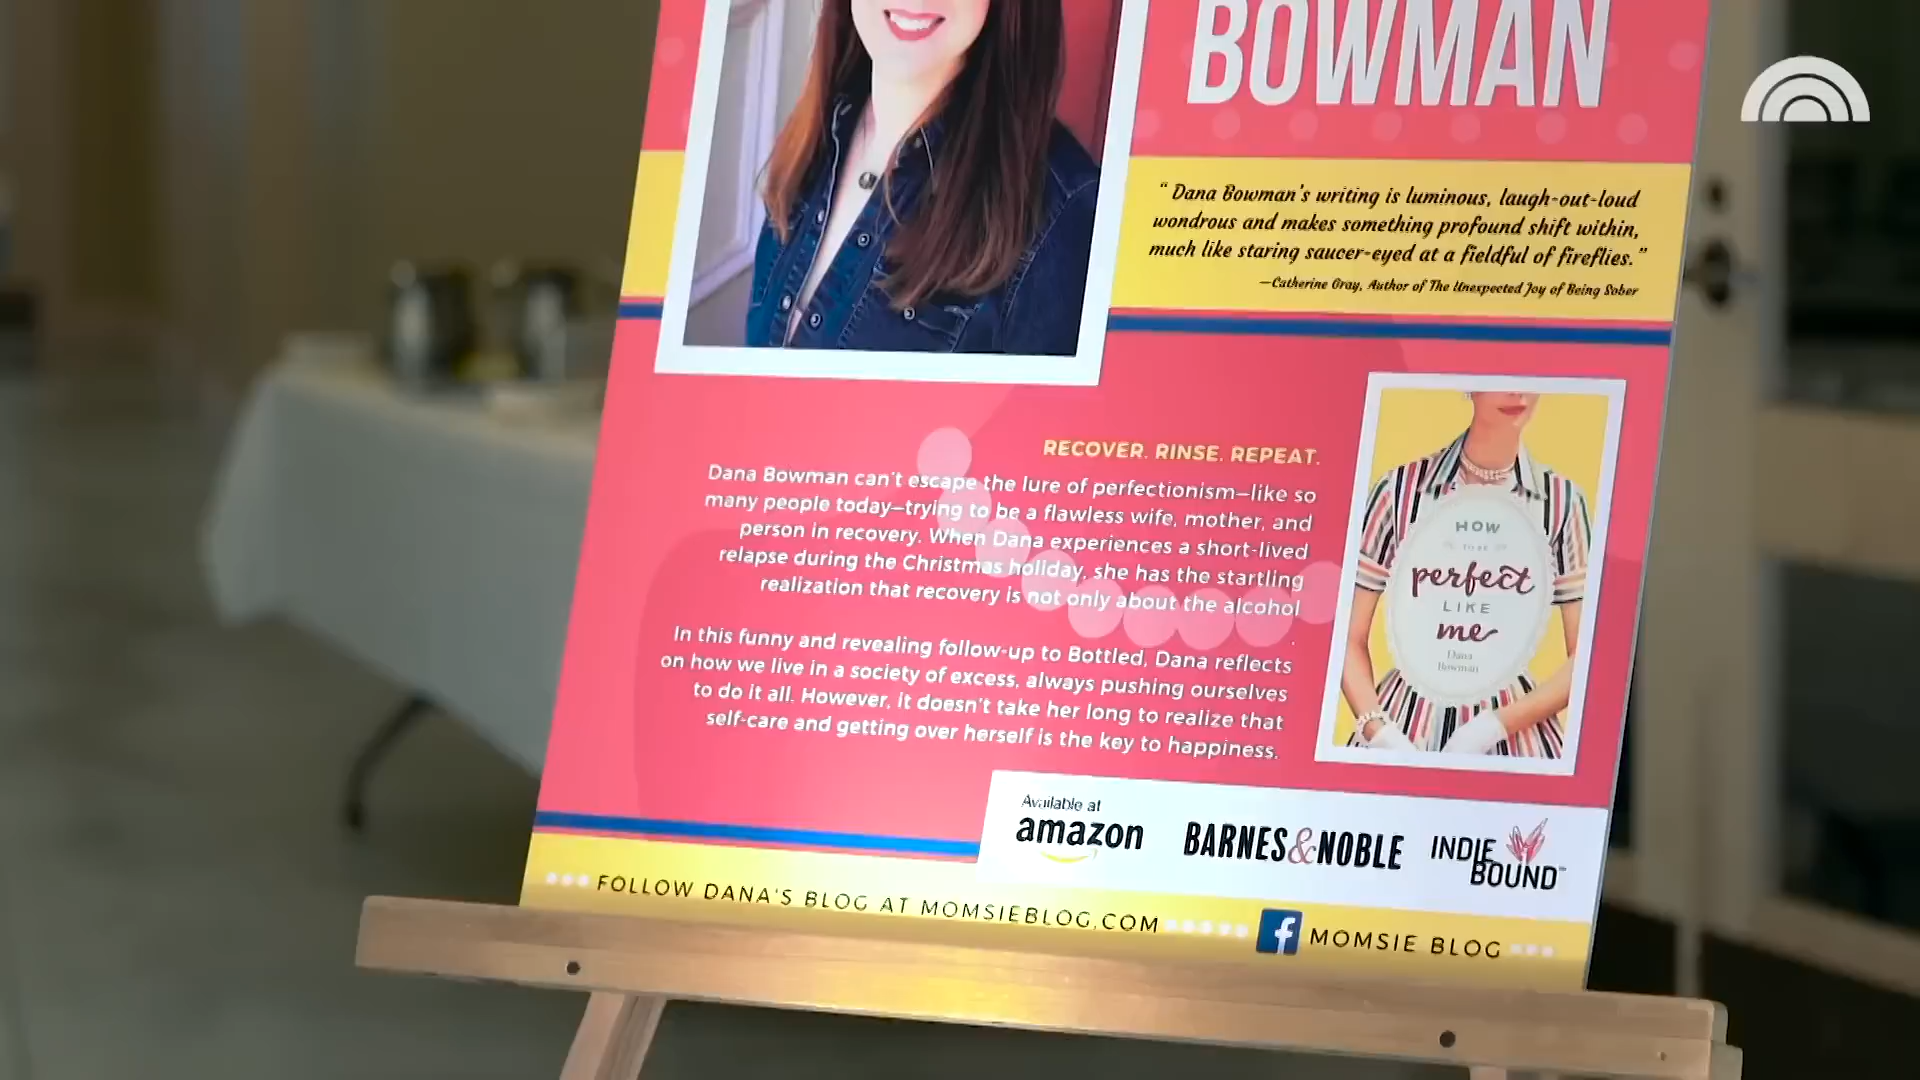 BOWMAN
“Dana Bowman's writing is luminous, laugh-out-loud
wondrous and makes something profound shift within,
much like staring saucer-eyed at a fieldful of fireflies.”
—Catherine Gray, Author of The Unexpected Joy of Being Sober
RECOVER. RINSE. REPEAT.
Dana Bowman can't escape the lure of perfectionism—like so
many people today—trying to be a flawless wife, mother, and
person in recovery. When Dana experiences a short-lived
relapse during the Christmas holiday, she has the startling
realization that recovery is not only about the alcohol
In this funny and revealing follow-up to Bottled, Dana reflects
on how we live in a society of excess, always pushing ourselves
to do it all. However, it doesn't take her long to realize that
self-care and getting over herself is the key to happiness.
HOW
perfect
LIKE
me
Dana
Bowman
Available at
amazon
BARNES&NOBLE
INDIE
BOUND™
FOLLOW DANA'S BLOG AT MOMSIEBLOG.COM
f MOMSIE BLOG